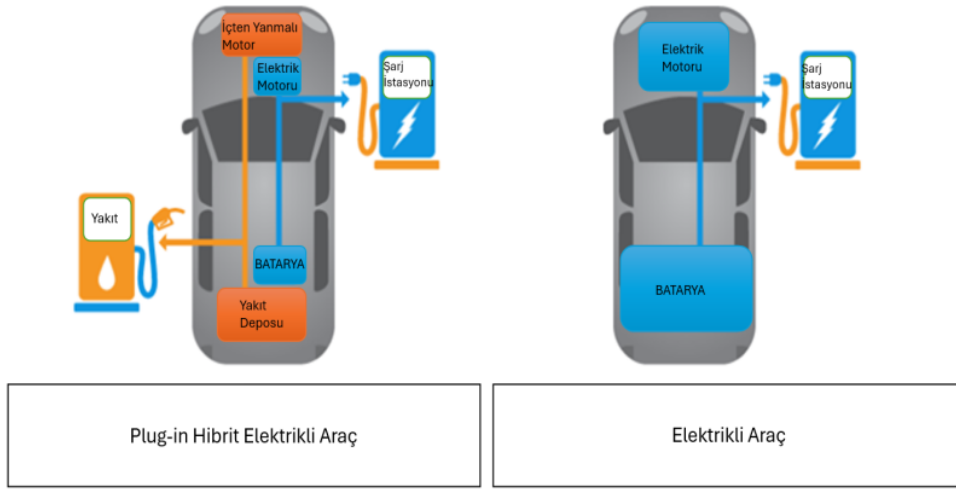 İçten Yanmalı
Motor
Elektrik
Motoru
Şarj
İstasyonu
Yakıt
BATARYA
Yakıt
Deposu
Elektrik
Motoru
Şarj
İstasyonu
BATARYA
Plug-in Hibrit Elektrikli Araç
Elektrikli Araç